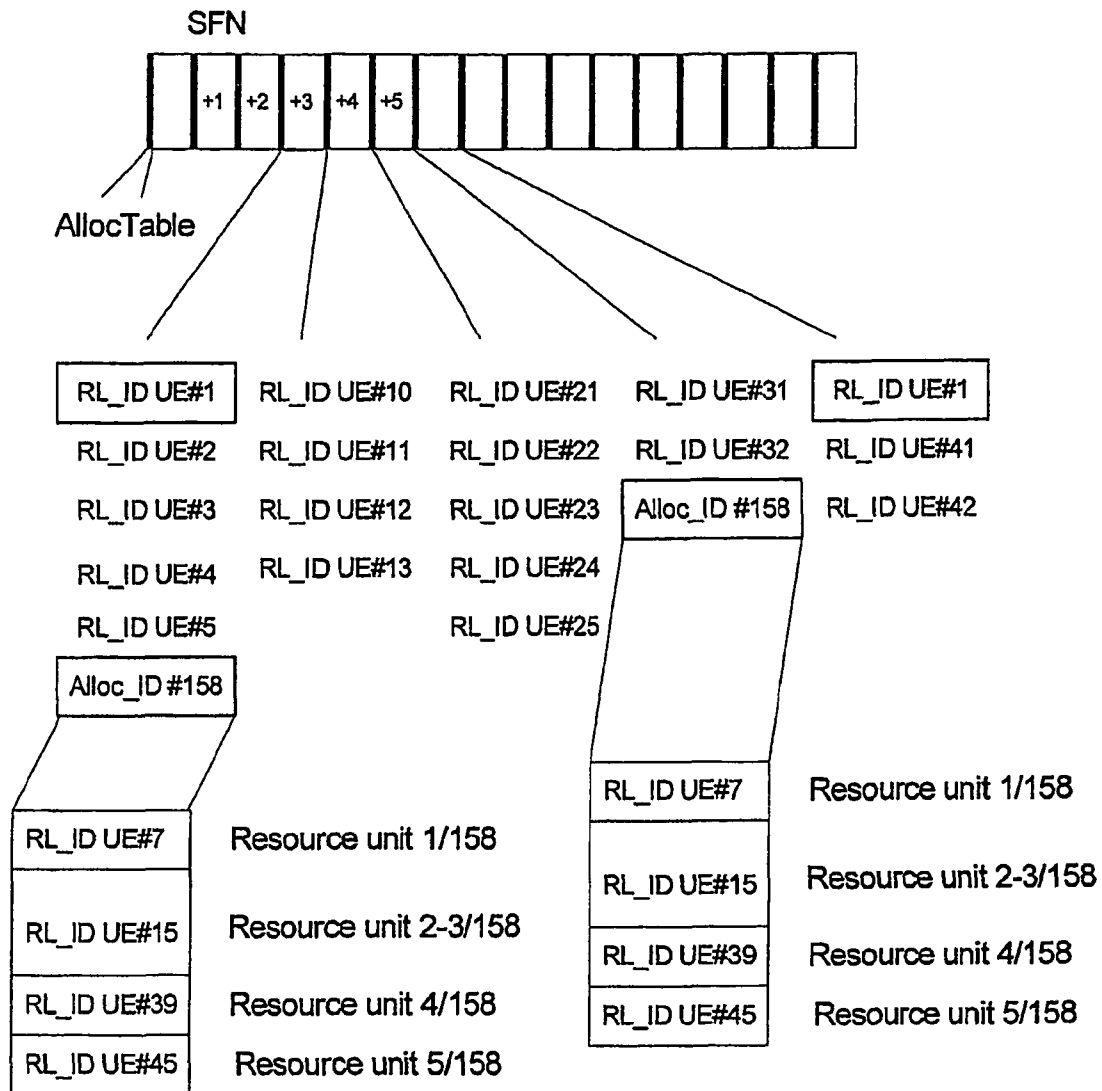 SFN
+1 +2 +3 +4 +5
AllocTable
RL_ID UE#1 RL_ID UE#10 RL_ID UE#21 RL_ID UE#31 RL_ID UE#1
RL_ID UE#2 RL_ID UE#11 RL_ID UE#22 RL_ID UE#32 RL_ID UE#41
RL_ID UE#3 RL_ID UE#12 RL_ID UE#23 Alloc_ID #158 RL_ID UE#42
RL_ID UE#4 RL_ID UE#13 RL_ID UE#24
RL_ID UE#5 RL_ID UE#25
Alloc_ID #158
RL_ID UE#7 Resource unit 1/158
RL_ID UE#15 Resource unit 2-3/158
RL_ID UE#39 Resource unit 4/158
RL_ID UE#45 Resource unit 5/158
RL_ID UE#7 Resource unit 1/158
RL_ID UE#15 Resource unit 2-3/158
RL_ID UE#39 Resource unit 4/158
RL_ID UE#45 Resource unit 5/158